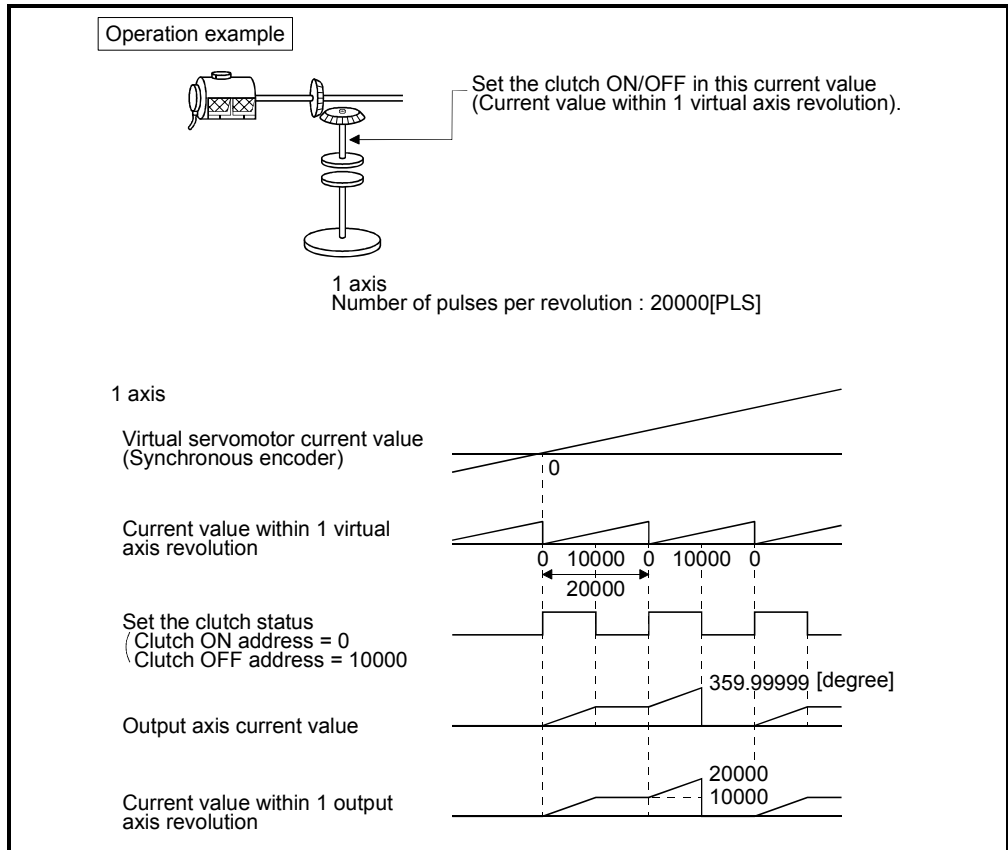 Operation example
Set the clutch ON/OFF in this current value
(Current value within 1 virtual axis revolution).
1 axis
Number of pulses per revolution : 20000[PLS]
1 axis
Virtual servomotor current value
(Synchronous encoder)
0
Current value within 1 virtual
axis revolution
0 10000 0 10000 0
20000
Set the clutch status
Clutch ON address = 0
Clutch OFF address = 10000
359.99999 [degree]
Output axis current value
20000
10000
Current value within 1 output
axis revolution